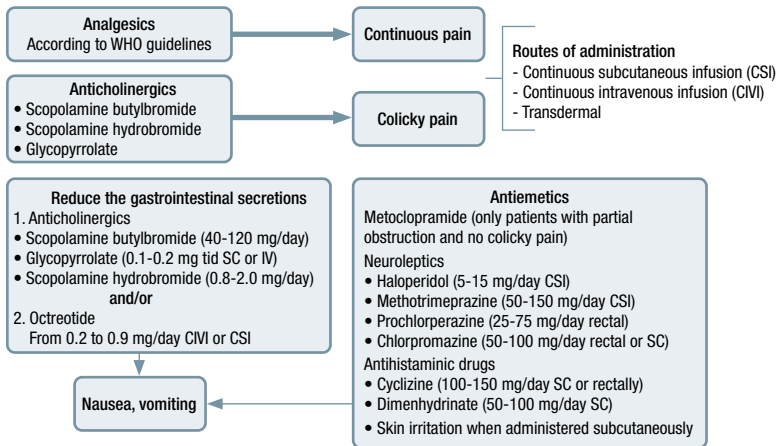 Analgesics
According to WHO guidelines
Continuous pain
Anticholinergics
• Scopolamine butylbromide
• Scopolamine hydrobromide
• Glycopyrrolate
Colicky pain
Routes of administration
- Continuous subcutaneous infusion (CSI)
- Continuous intravenous infusion (CIVI)
- Transdermal
Reduce the gastrointestinal secretions
1. Anticholinergics
• Scopolamine butylbromide (40-120 mg/day)
• Glycopyrrolate (0.1-0.2 mg tid SC or IV)
• Scopolamine hydrobromide (0.8-2.0 mg/day)
and/or
2. Octreotide
From 0.2 to 0.9 mg/day CIVI or CSI
Nausea, vomiting
Antiemetics
Metoclopramide (only patients with partial
obstruction and no colicky pain)
Neuroleptics
• Haloperidol (5-15 mg/day CSI)
• Methotrimeprazine (50-150 mg/day CSI)
• Prochlorperazine (25-75 mg/day rectal)
• Chlorpromazine (50-100 mg/day rectal or SC)
Antihistaminic drugs
• Cyclizine (100-150 mg/day SC or rectally)
• Dimenhydrinate (50-100 mg/day SC)
• Skin irritation when administered subcutaneously